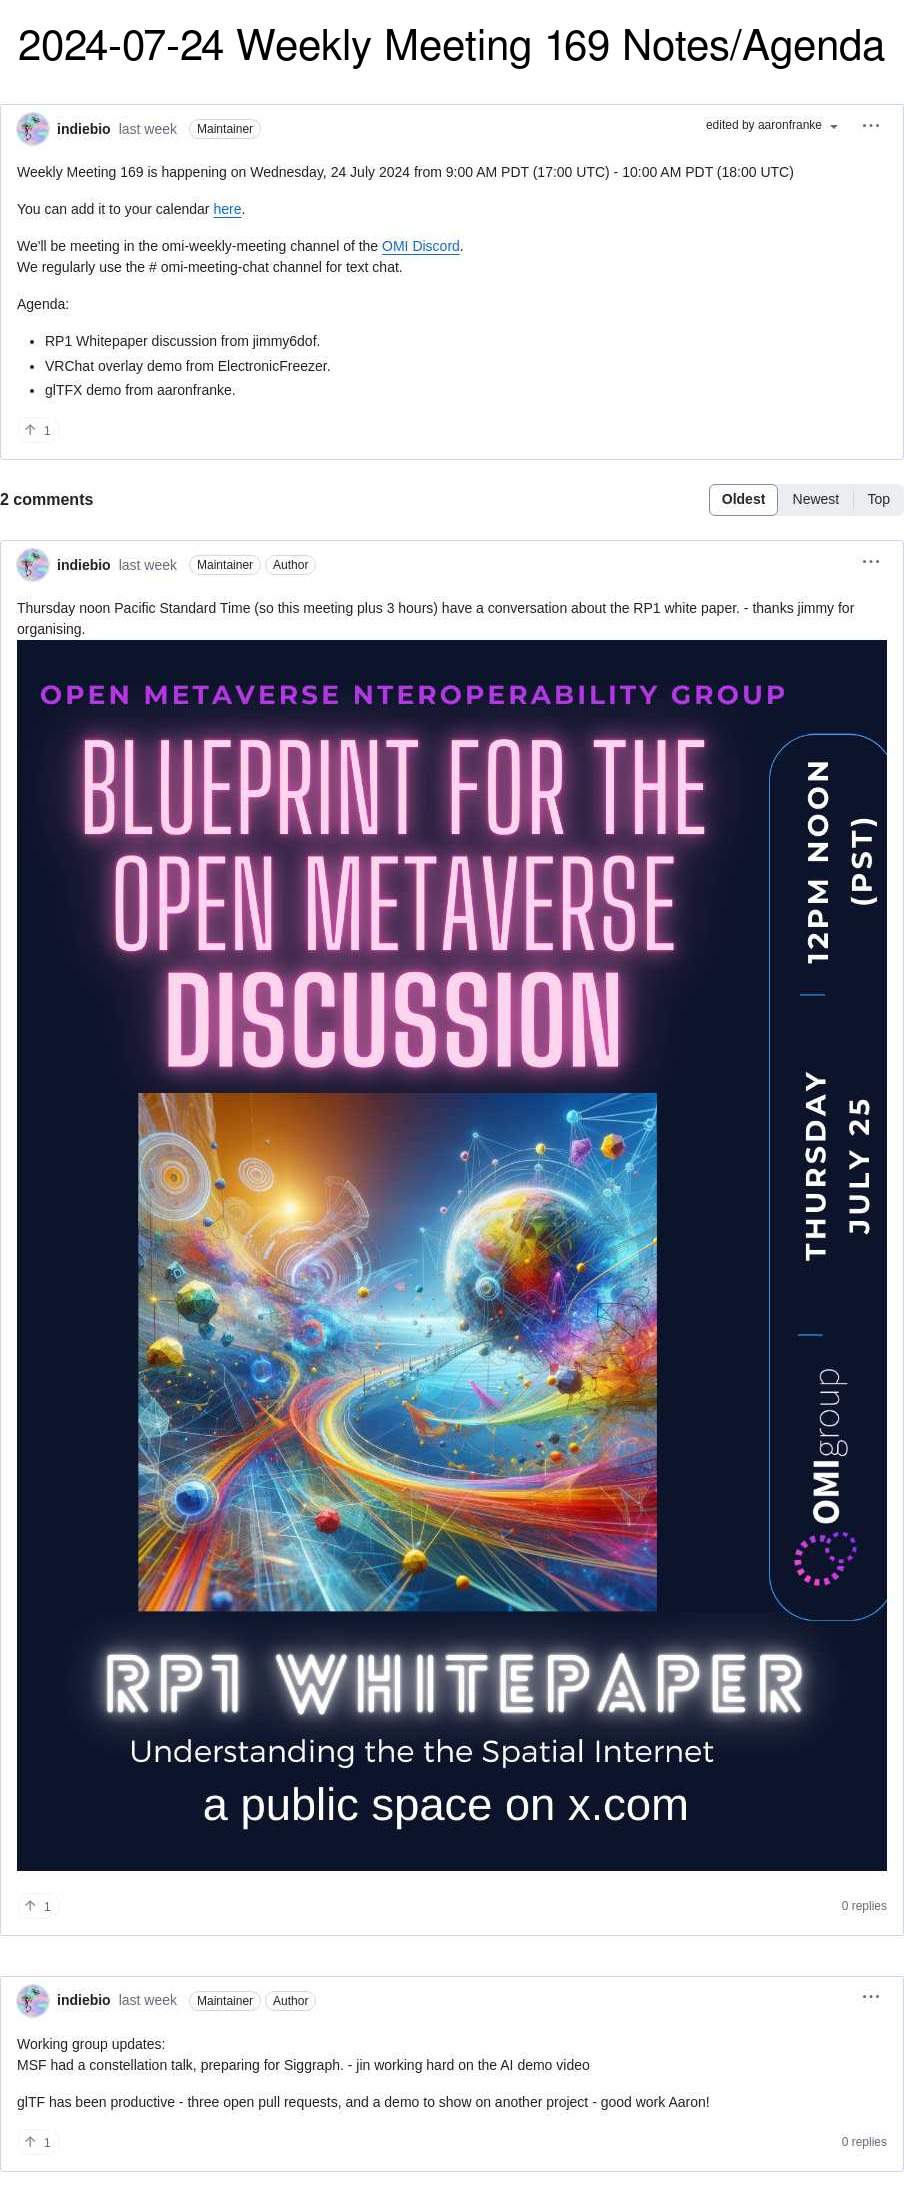 2024-07-24 Weekly Meeting 169 Notes/Agenda
indiebio last week Maintainer edited by aaronfranke
Weekly Meeting 169 is happening on Wednesday, 24 July 2024 from 9:00 AM PDT (17:00 UTC) - 10:00 AM PDT (18:00 UTC)
You can add it to your calendar here.
We'll be meeting in the omi-weekly-meeting channel of the OMI Discord.
We regularly use the # omi-meeting-chat channel for text chat.
Agenda:
• RP1 Whitepaper discussion from jimmy6dof.
• VRChat overlay demo from ElectronicFreezer.
• glTFX demo from aaronfranke.
↑ 1
2 comments
Oldest Newest Top
indiebio last week Maintainer Author
Thursday noon Pacific Standard Time (so this meeting plus 3 hours) have a conversation about the RP1 white paper. - thanks jimmy for
organising.
OPEN METAVERSE NTEROPERABILITY GROUP
BLUEPRINT FOR THE
OPEN METAVERSE
DISCUSSION
12PM NOON
(PST)
THURSDAY
JULY 25
OMIgroup
RP1 WHITEPAPER
Understanding the the Spatial Internet
a public space on x.com
↑ 1
0 replies
indiebio last week Maintainer Author
Working group updates:
MSF had a constellation talk, preparing for Siggraph. - jin working hard on the AI demo video
glTF has been productive - three open pull requests, and a demo to show on another project - good work Aaron!
↑ 1
0 replies